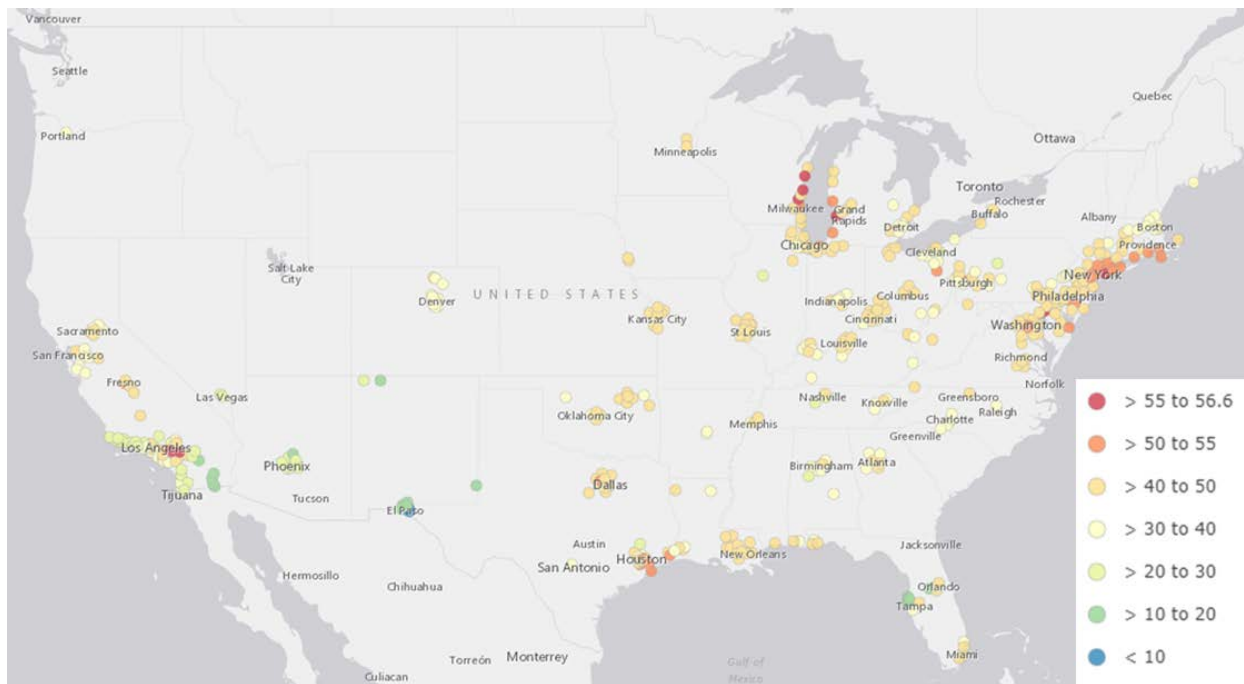 Vancouver
Seattle
Quebec
Portland
Ottawa
Minneapolis
Toronto
Rochester
Milwaukee
Grand
Rapids
Buffalo
Albany
Detroit
Boston
Chicago
Cleveland
Providence
Salt Lake
City
New York
Denver
UNITED STATES
Pittsburgh
Indianapolis
Columbus
Philadelphia
Kansas City
Cincinnati
Sacramento
St Louis
Washington
San Francisco
Louisville
Richmond
Fresno
Norfolk
Las Vegas
Nashville
Knoxville
Greensboro
Raleigh
Oklahoma City
Memphis
Charlotte
Greenville
Los Angeles
Phoenix
Birmingham
Atlanta
Dallas
Tijuana
Tucson
El Paso
Austin
Jacksonville
Houston
New Orleans
San Antonio
Hermosillo
Chihuahua
Orlando
Tampa
Torreón
Monterrey
Miami
Culiacan
Gulf of
Mexico
> 55 to 56.6
> 50 to 55
> 40 to 50
> 30 to 40
> 20 to 30
> 10 to 20
< 10